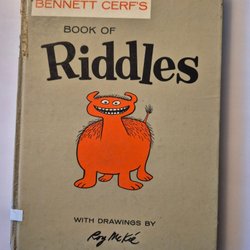 BENNETT CERF'S
BOOK OF
Riddles
WITH DRAWINGS BY
Roy McKie